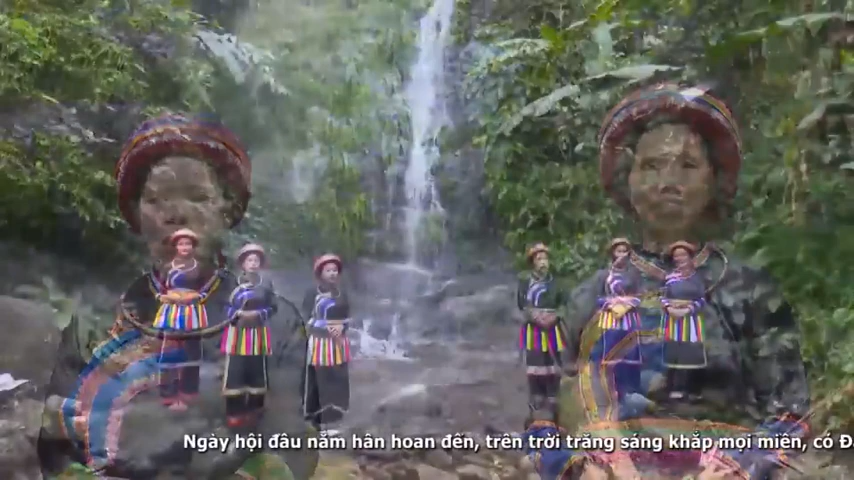 Ngày hội đầu năm hân hoan đến, trên trời trăng sáng khắp mọi miền, có Đ